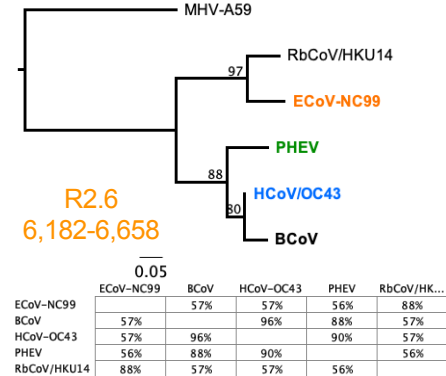 MHV-A59
RbCoV/HKU14
97
ECoV-NC99
PHEV
88
HCoV/OC43
80
BCoV
R2.6
6,182-6,658
0.05
ECoV-NC99 BCoV HCoV-OC43 PHEV RbCoV/HK...
ECoV-NC99 57% 57% 56% 88%
BCoV 57% 96% 88% 57%
HCoV-OC43 57% 96% 90% 57%
PHEV 56% 88% 90% 56%
RbCoV/HKU14 88% 57% 57% 56%